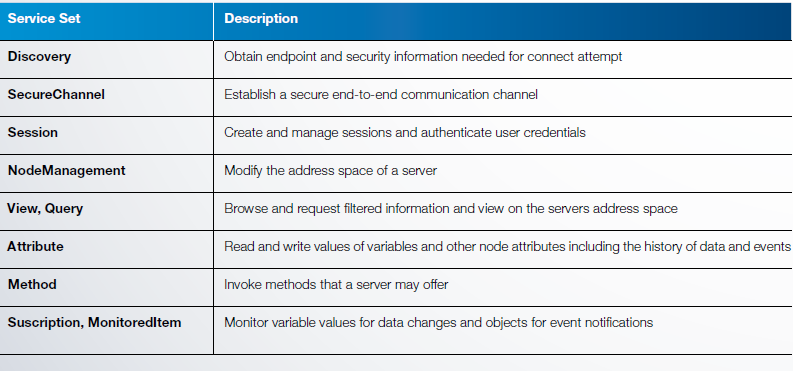 Service Set Description
Discovery Obtain endpoint and security information needed for connect attempt
SecureChannel Establish a secure end-to-end communication channel
Session Create and manage sessions and authenticate user credentials
NodeManagement Modify the address space of a server
View, Query Browse and request filtered information and view on the servers address space
Attribute Read and write values of variables and other node attributes including the history of data and events
Method Invoke methods that a server may offer
Suscription, MonitoredItem Monitor variable values for data changes and objects for event notifications